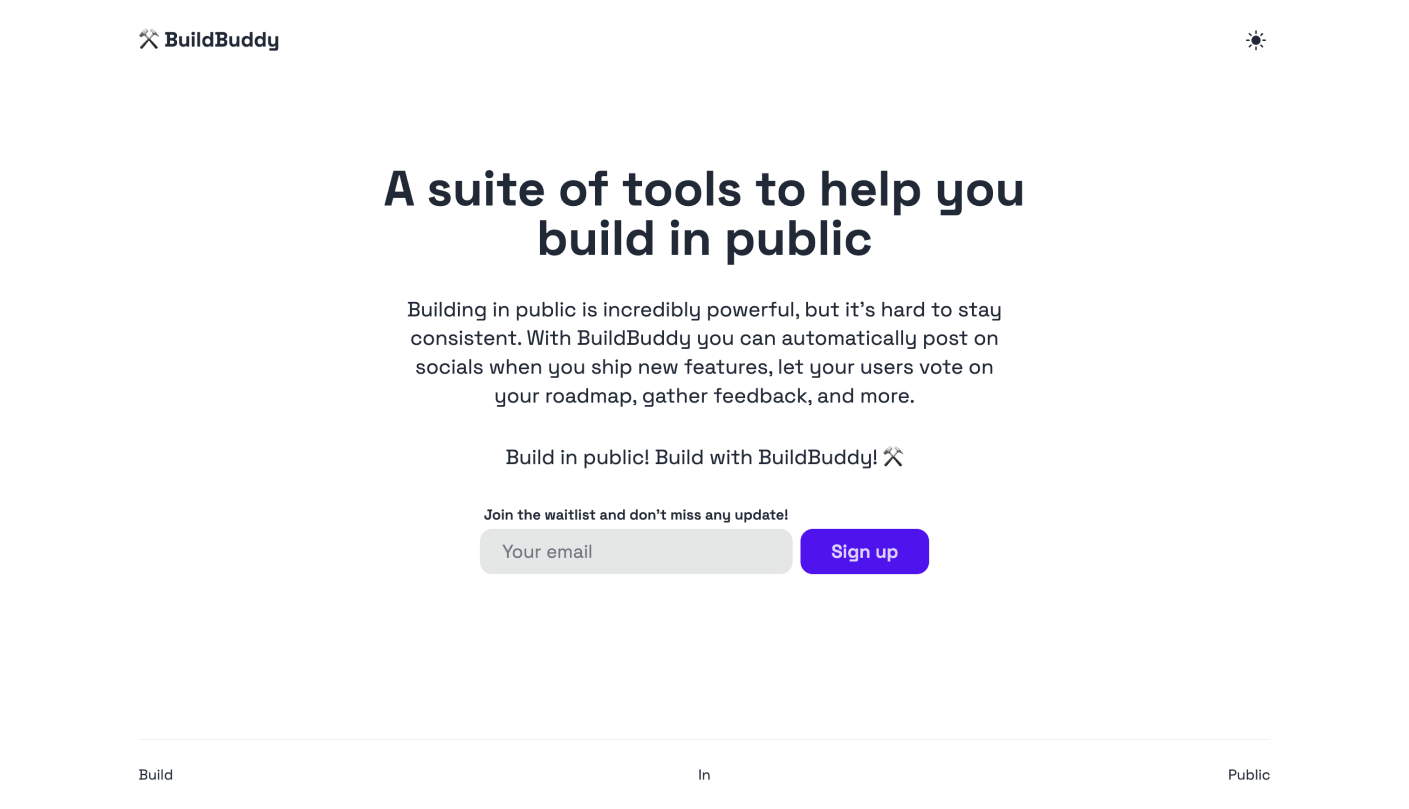 ⚒️ BuildBuddy
A suite of tools to help you
build in public
Building in public is incredibly powerful, but it's hard to stay
consistent. With BuildBuddy you can automatically post on
socials when you ship new features, let your users vote on
your roadmap, gather feedback, and more.
Build in public! Build with BuildBuddy! ⚒️
Join the waitlist and don't miss any update!
Your email
Sign up
Build
In
Public